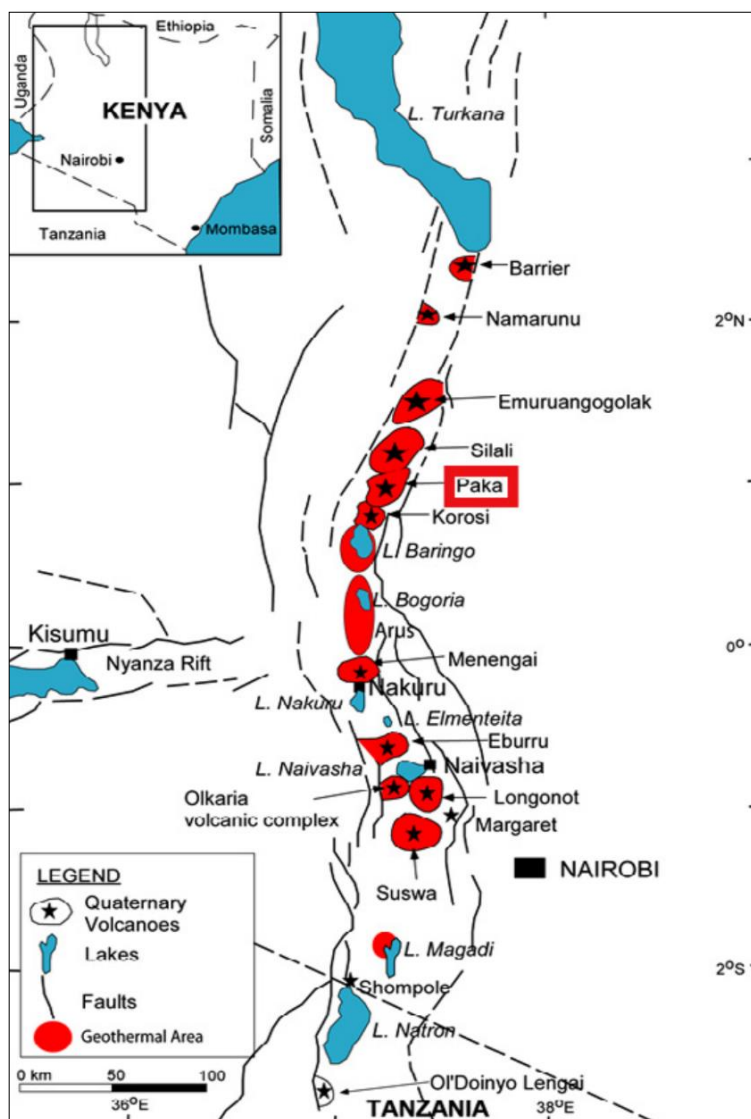 Ethiopia
Uganda
KENYA
Somalia
Nairobi
Tanzania
Mombasa
L. Turkana
Barrier
Namarunu
2°N
Emuruangogolak
Silali
Paka
Korosi
L. Baringo
L. Bogoria
Arus
Kisumu
Nyanza Rift
0°
Menengai
Nakuru
L. Nakuru
L. Elmenteita
Eburru
L. Naivasha
Naivasha
Olkaria
volcanic complex
Longonot
Margaret
NAIROBI
Suswa
LEGEND
Quaternary
Volcanoes
Lakes
Faults
Geothermal Area
L. Magadi
2°S
Shompole
L. Natron
0 km 50 100
36°E
Ol'Doinyo Lengai
TANZANIA
38°E